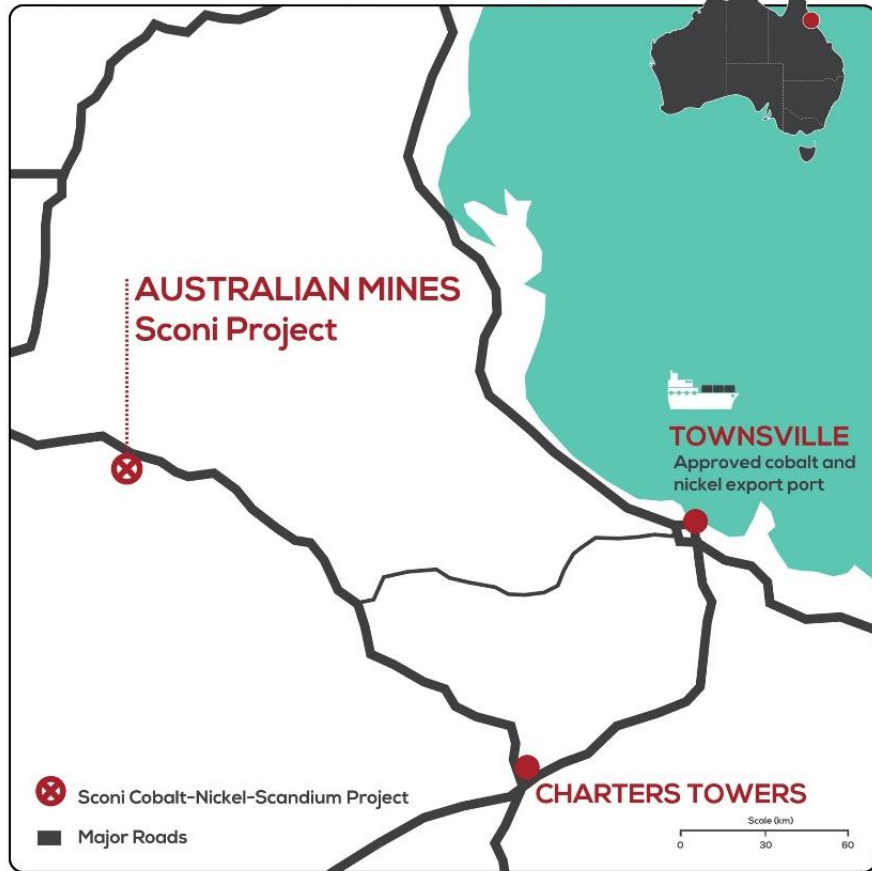 AUSTRALIAN MINES
Sconi Project
TOWNSVILLE
Approved cobalt and
nickel export port
CHARTERS TOWERS
Sconi Cobalt-Nickel-Scandium Project
Major Roads
Scale (km)
0 30 60